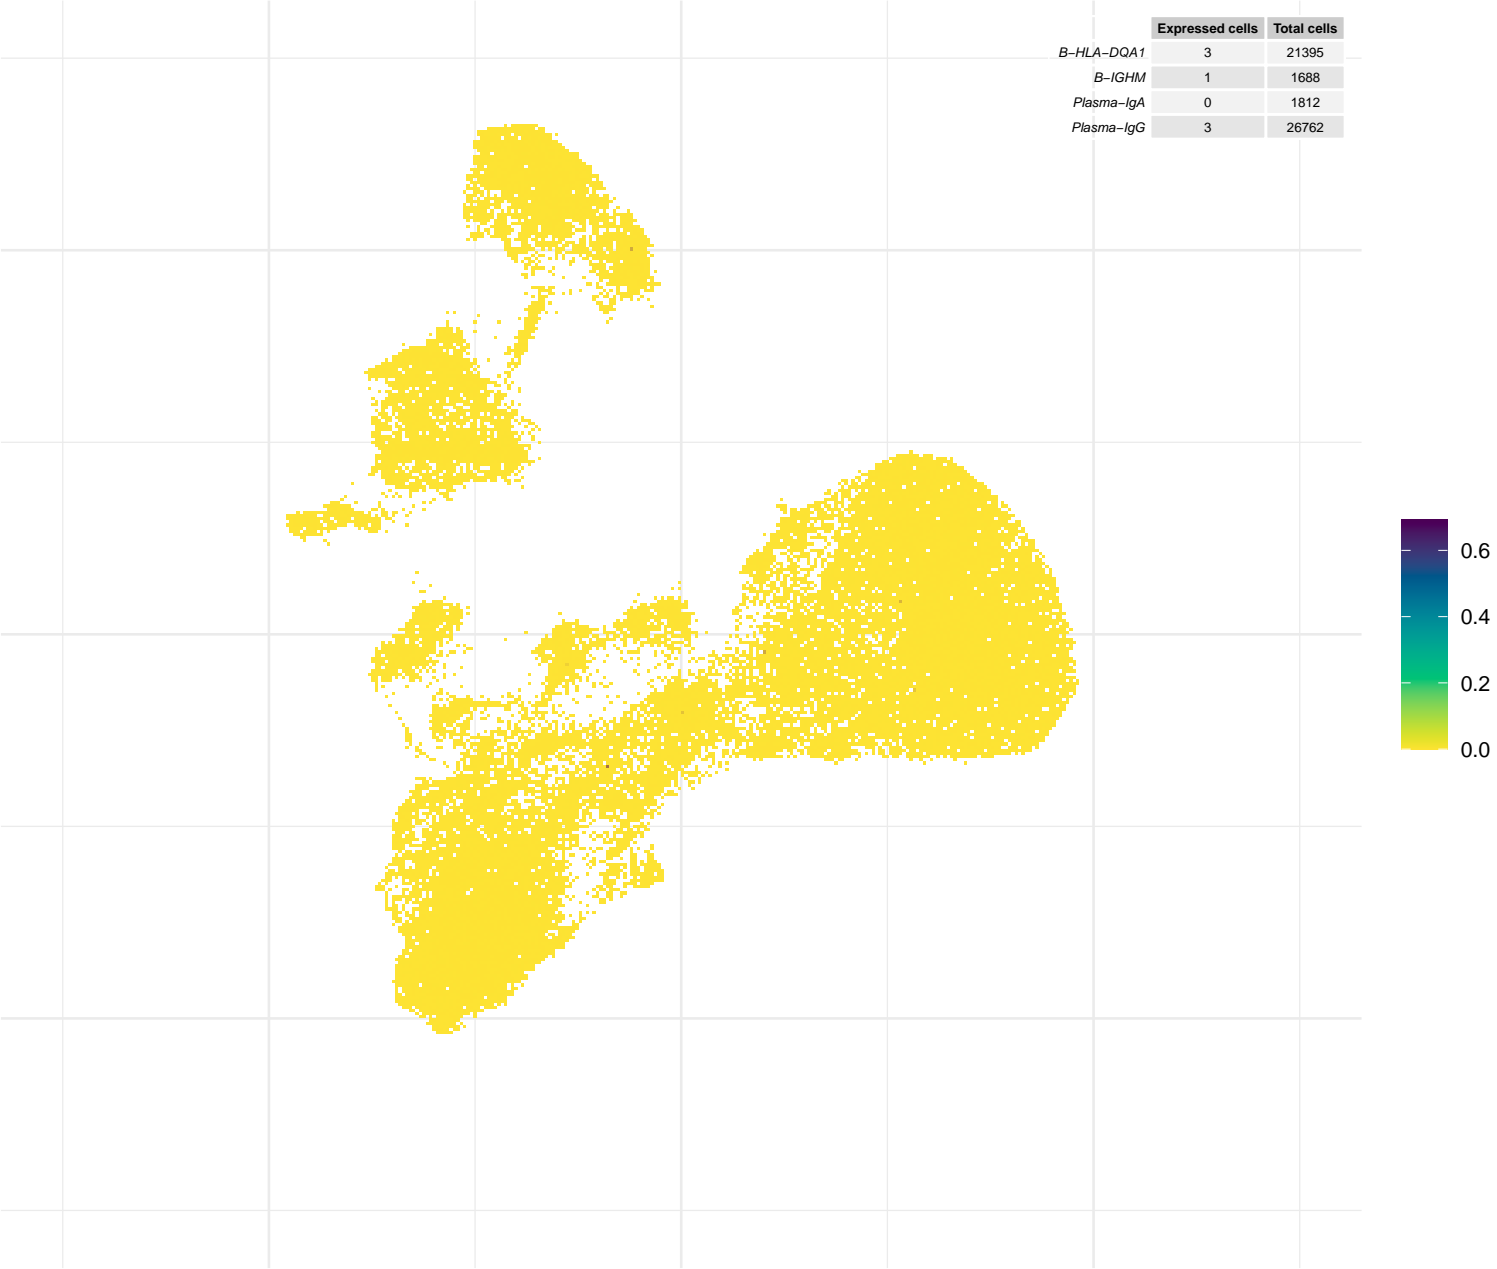 Expressed cells Total cells
B−HLA−DQA1 3 21395
B−IGHM 1 1688
Plasma−IgA 0 1812
Plasma−IgG 3 26762
0.6
0.4
0.2
0.0